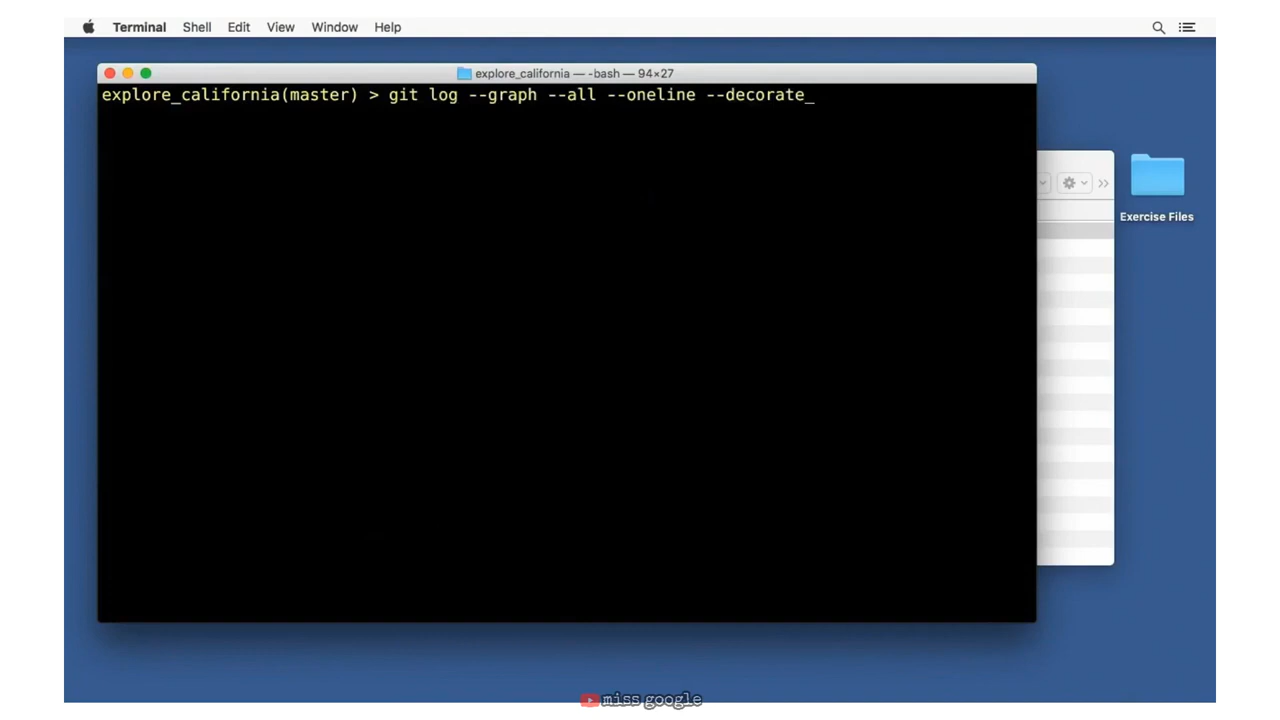 Terminal Shell Edit View Window Help
explore_california — -bash — 94×27
explore_california(master) > git log --graph --all --oneline --decorate_
Exercise Files
miss google